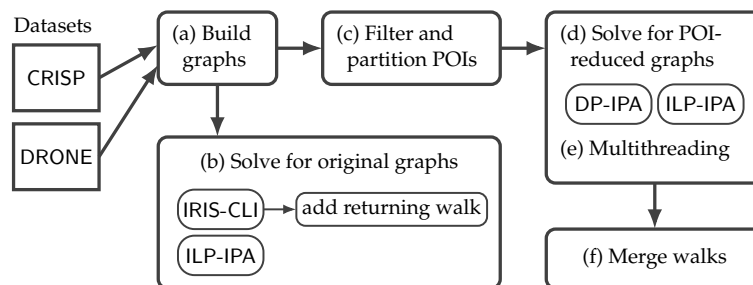 Datasets
CRISP
DRONE
(a) Build
graphs
(c) Filter and
partition POIs
(d) Solve for POI-
reduced graphs
DP-IPA
ILP-IPA
(e) Multithreading
(b) Solve for original graphs
IRIS-CLI
add returning walk
ILP-IPA
(f) Merge walks